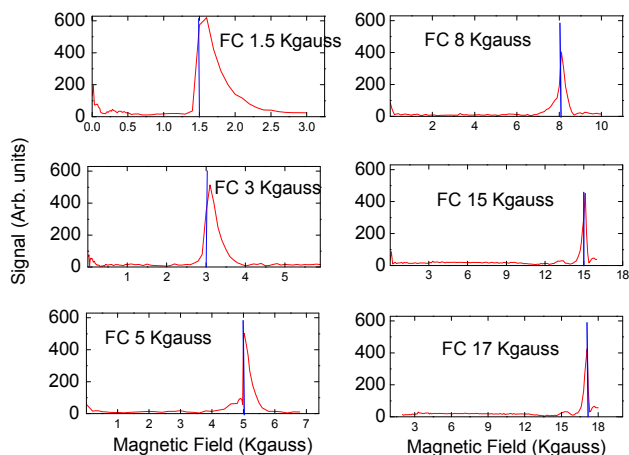 Signal (Arb. units)
600
400
200
0
FC 1.5 Kgauss
0.0 0.5 1.0 1.5 2.0 2.5 3.0
600
400
200
0
FC 8 Kgauss
2 4 6 8 10
600
400
200
0
FC 3 Kgauss
1 2 3 4 5
600
400
200
0
FC 15 Kgauss
3 6 9 12 15 18
600
400
200
0
FC 5 Kgauss
1 2 3 4 5 6 7
Magnetic Field (Kgauss)
600
400
200
0
FC 17 Kgauss
3 6 9 12 15 18
Magnetic Field (Kgauss)